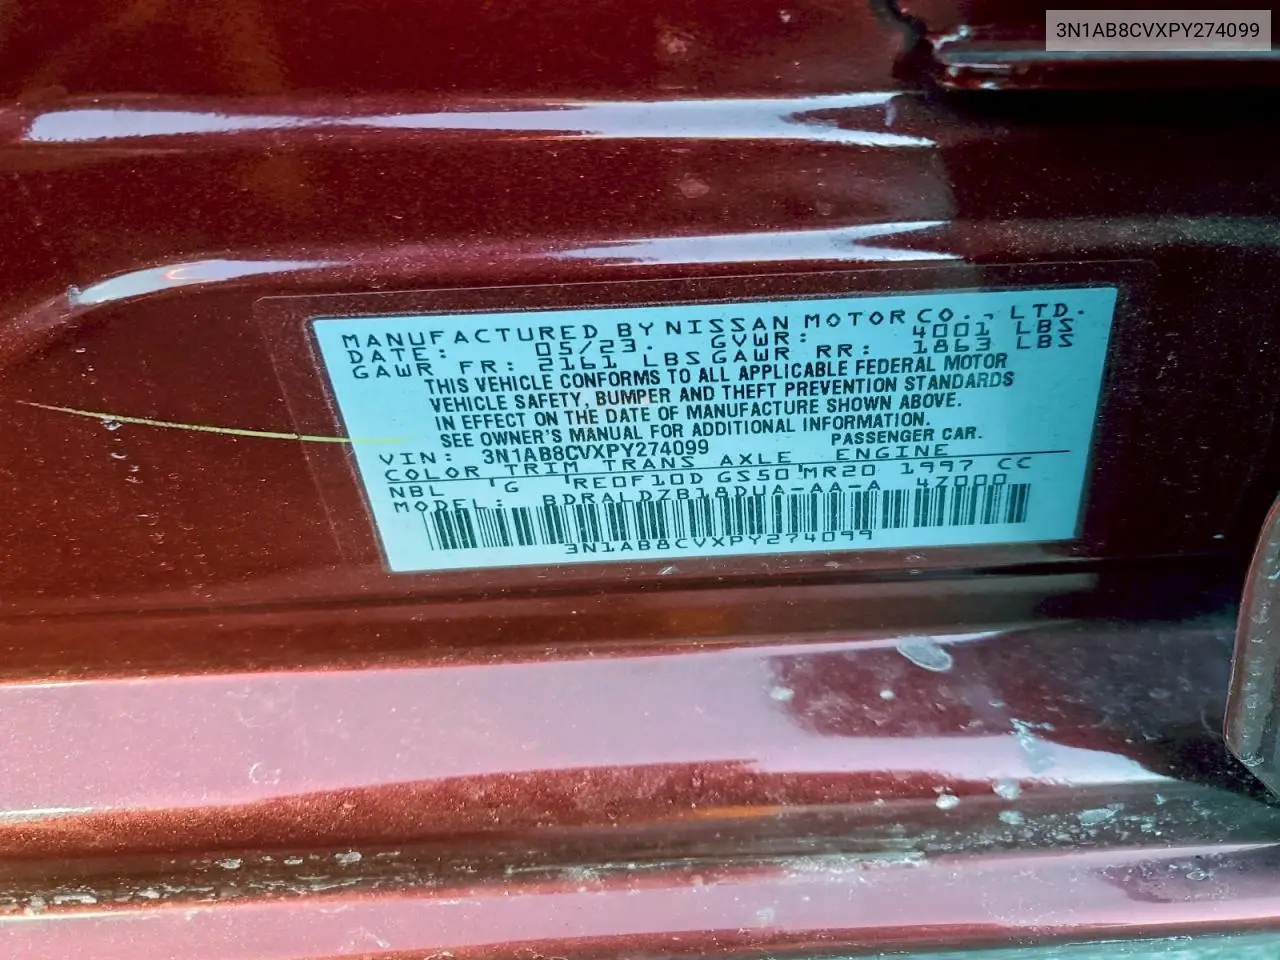 3N1AB8CVXPY274099
MANUFACTURED BY NISSAN MOTOR CO., LTD.
DATE: 05/23. GVWR: 4001 LBS
GAWR FR: 2161 LBS GAWR RR: 1863 LBS
THIS VEHICLE CONFORMS TO ALL APPLICABLE FEDERAL MOTOR
VEHICLE SAFETY, BUMPER AND THEFT PREVENTION STANDARDS
IN EFFECT ON THE DATE OF MANUFACTURE SHOWN ABOVE.
SEE OWNER'S MANUAL FOR ADDITIONAL INFORMATION.
VIN: 3N1AB8CVXPY274099 PASSENGER CAR.
COLOR TRIM TRANS AXLE ENGINE
NBL G RE0F10D GS50 MR20 1997 CC
MODEL: BDRALDZB18DUA-AA-A 4Z000
3N1AB8CVXPY274099